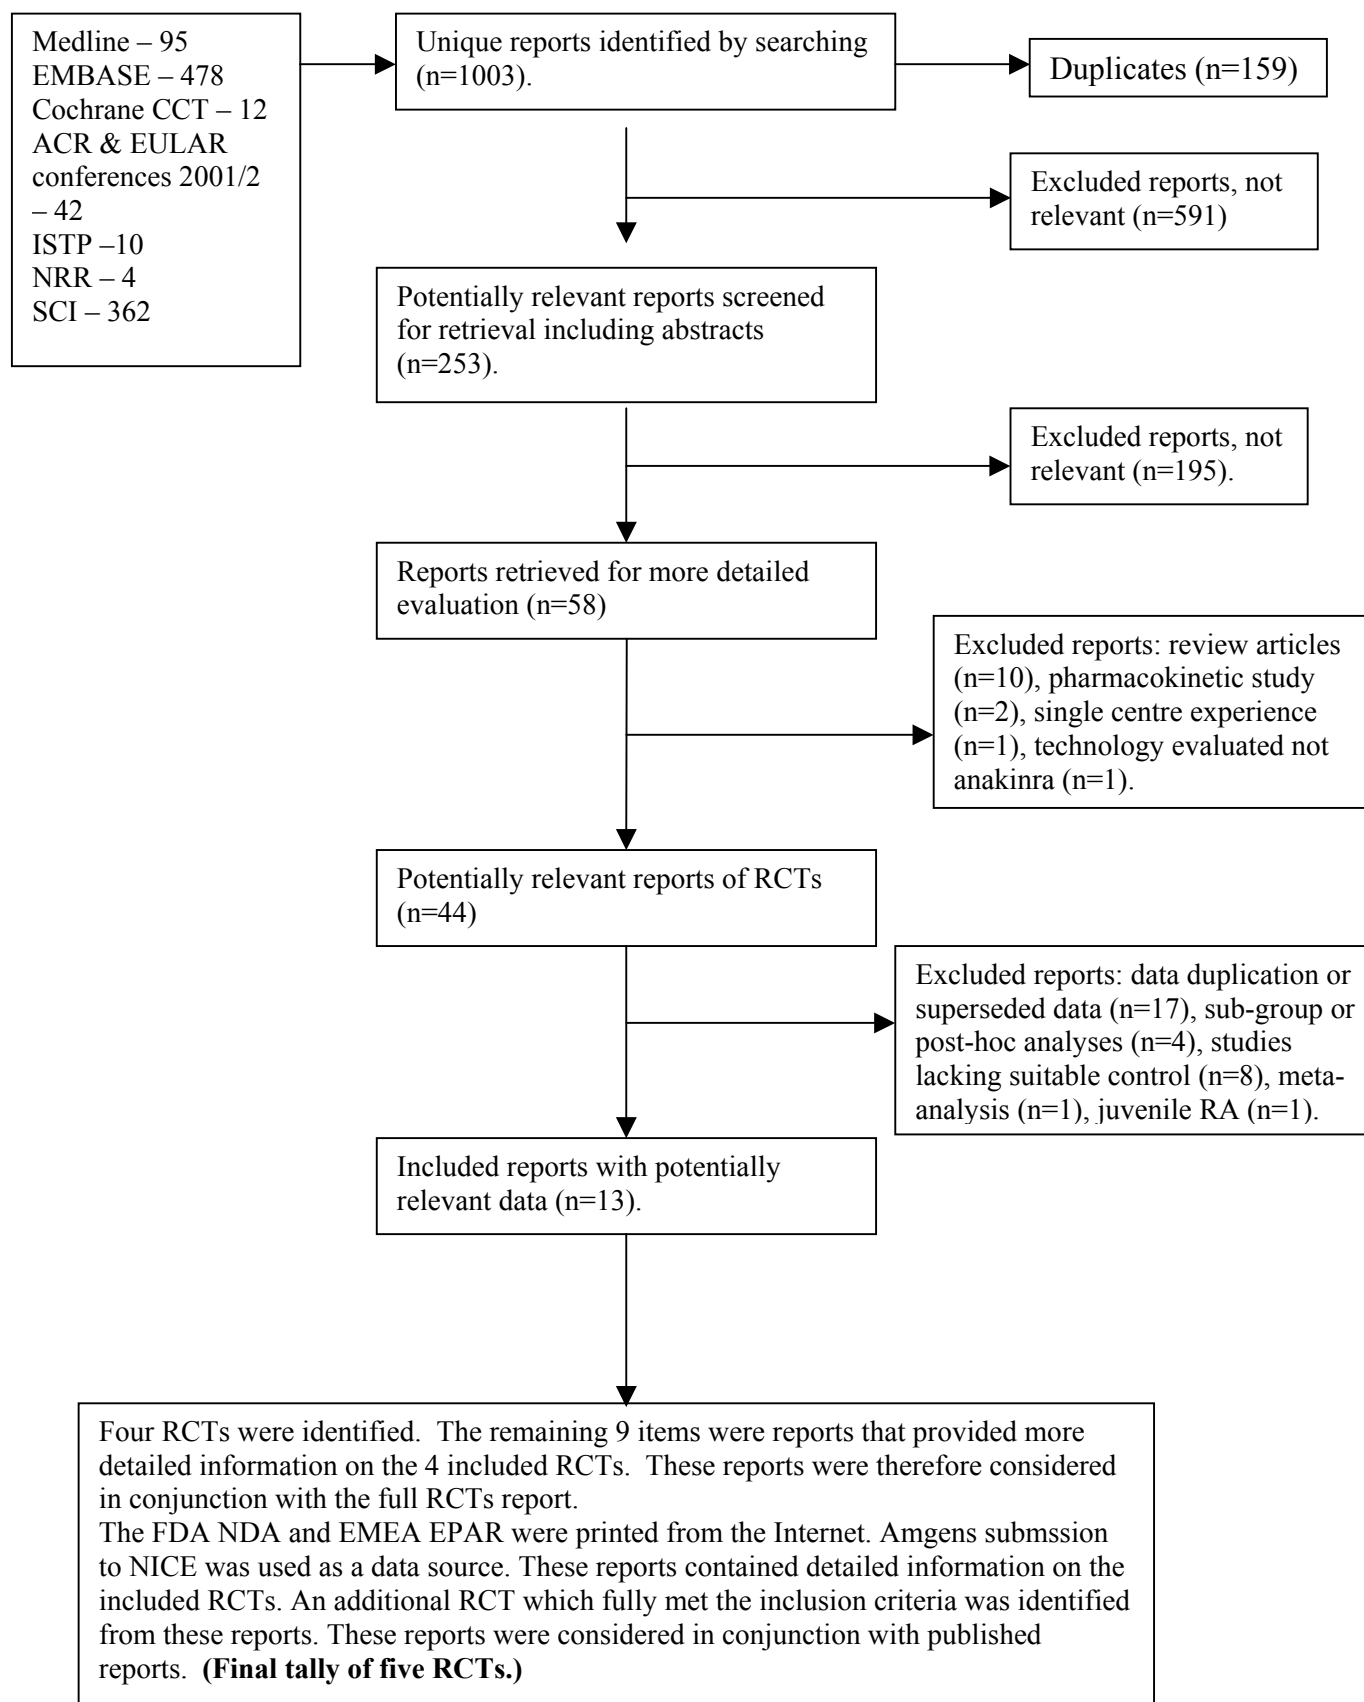 Medline – 95
EMBASE – 478
Cochrane CCT – 12
ACR & EULAR
conferences 2001/2
– 42
ISTP –10
NRR – 4
SCI – 362
Unique reports identified by searching
(n=1003).
Duplicates (n=159)
Excluded reports, not
relevant (n=591)
Potentially relevant reports screened
for retrieval including abstracts
(n=253).
Excluded reports, not
relevant (n=195).
Reports retrieved for more detailed
evaluation (n=58)
Excluded reports: review articles
(n=10), pharmacokinetic study
(n=2), single centre experience
(n=1), technology evaluated not
anakinra (n=1).
Potentially relevant reports of RCTs
(n=44)
Excluded reports: data duplication or
superseded data (n=17), sub-group or
post-hoc analyses (n=4), studies
lacking suitable control (n=8), meta-
analysis (n=1), juvenile RA (n=1).
Included reports with potentially
relevant data (n=13).
Four RCTs were identified.  The remaining 9 items were reports that provided more
detailed information on the 4 included RCTs.  These reports were therefore considered
in conjunction with the full RCTs report.
The FDA NDA and EMEA EPAR were printed from the Internet. Amgens submssion
to NICE was used as a data source. These reports contained detailed information on the
included RCTs. An additional RCT which fully met the inclusion criteria was identified
from these reports. These reports were considered in conjunction with published
reports.  (Final tally of five RCTs.)